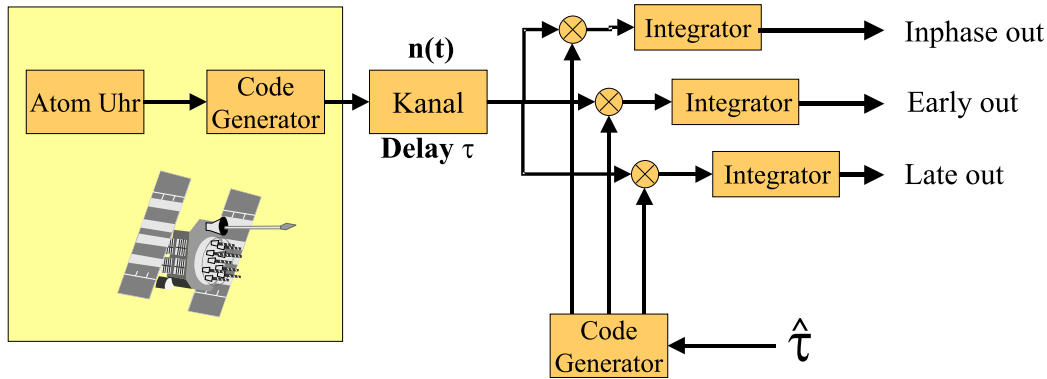 Atom Uhr
Code
Generator
n(t)
Kanal
Delay τ
Integrator
Inphase out
Integrator
Early out
Integrator
Late out
Code
Generator
τ̂